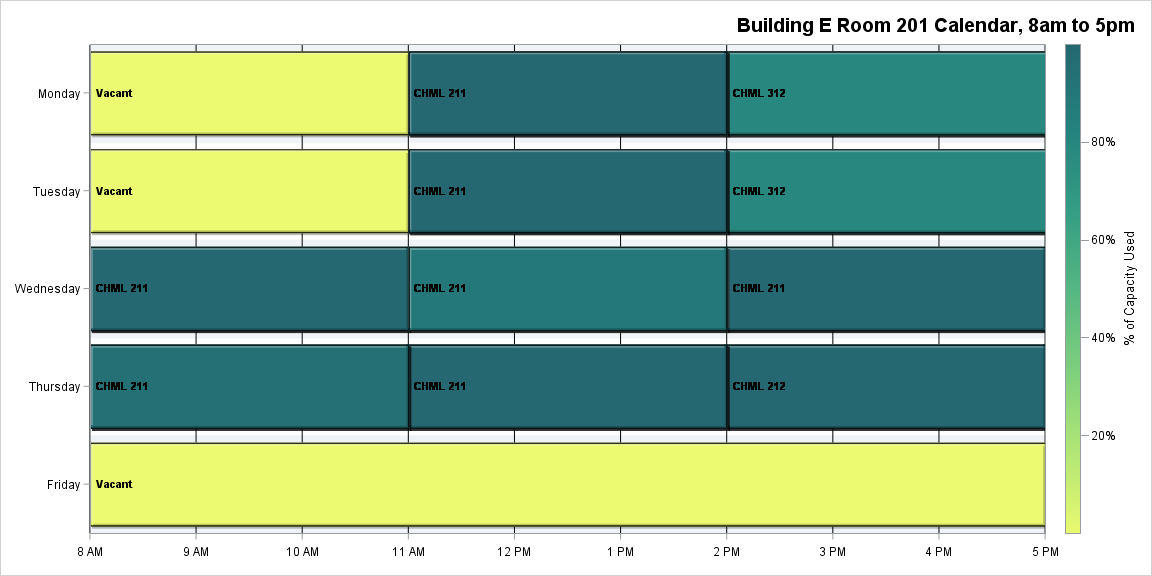 Building E Room 201 Calendar, 8am to 5pm
Monday
Vacant
CHML 211
CHML 312
Tuesday
Vacant
CHML 211
CHML 312
Wednesday
CHML 211
CHML 211
CHML 211
Thursday
CHML 211
CHML 211
CHML 212
Friday
Vacant
8 AM
9 AM
10 AM
11 AM
12 PM
1 PM
2 PM
3 PM
4 PM
5 PM
80%
60%
40%
20%
% of Capacity Used